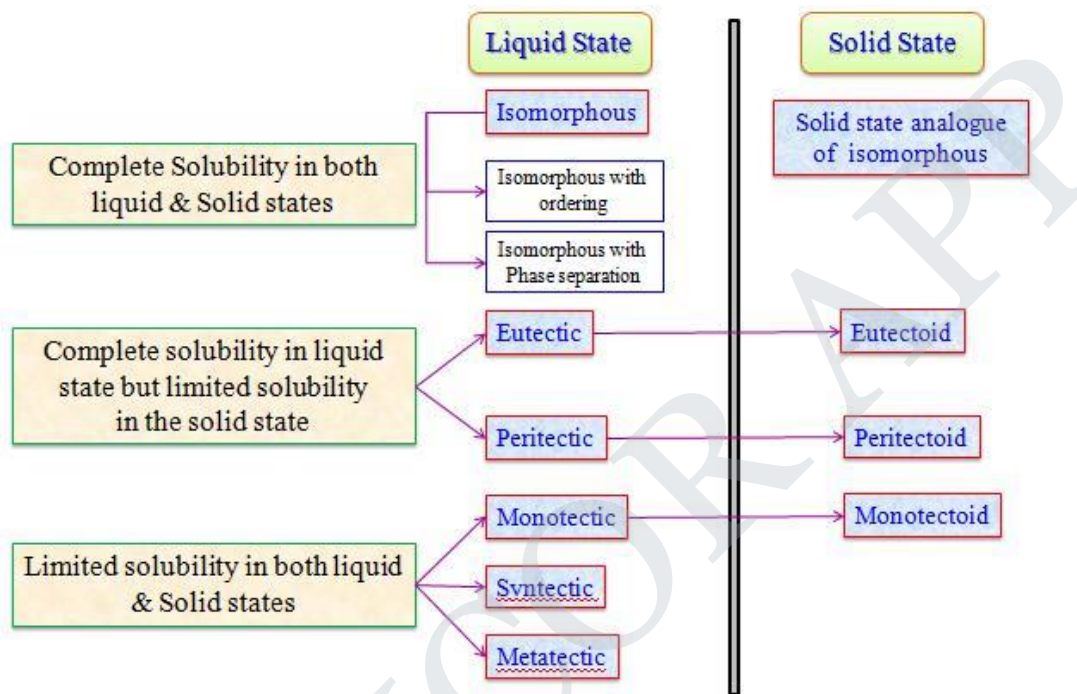 Liquid State
Solid State
Isomorphous
Solid state analogue
of isomorphous
Complete Solubility in both
liquid & Solid states
Isomorphous with
ordering
Isomorphous with
Phase separation
Complete solubility in liquid
state but limited solubility
in the solid state
Eutectic
Eutectoid
Peritectic
Peritectoid
Limited solubility in both liquid
& Solid states
Monotectic
Monotectoid
Syntectic
Metatectic
COR APP